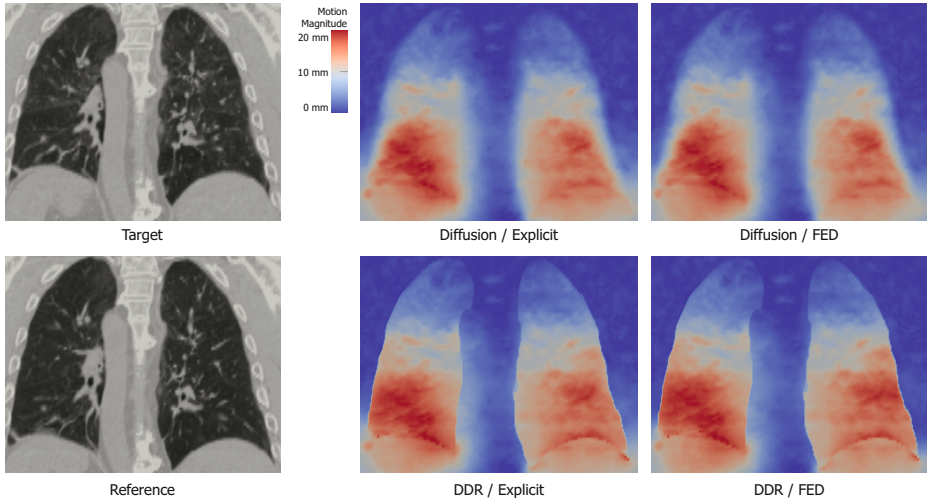 Motion
Magnitude
20 mm
10 mm
0 mm
Target
Diffusion / Explicit
Diffusion / FED
Reference
DDR / Explicit
DDR / FED